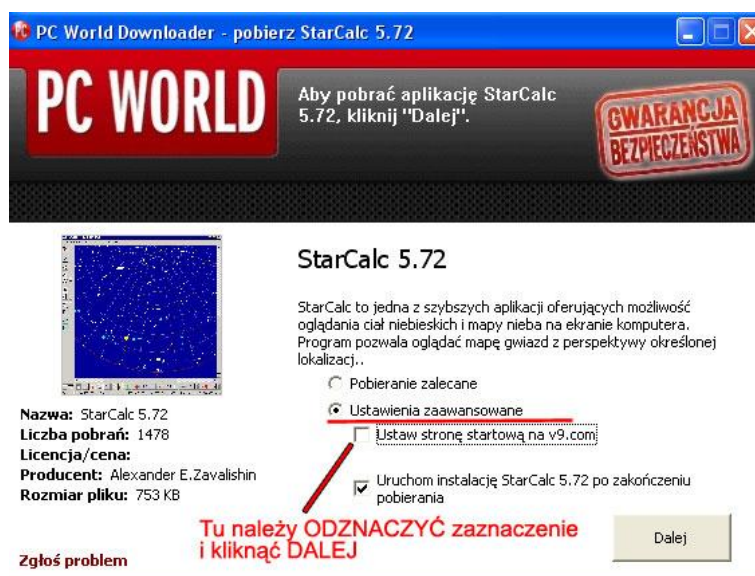 PC World Downloader - pobierz StarCalc 5.72
PC WORLD
Aby pobrać aplikację StarCalc
5.72, kliknij "Dalej".
GWARANCJA
BEZPIECZEŃSTWA
StarCalc 5.72
StarCalc to jedna z szybszych aplikacji oferujących możliwość
oglądania ciał niebieskich i mapy nieba na ekranie komputera.
Program pozwala oglądać mapę gwiazd z perspektywy określonej
lokalizacj..
Pobieranie zalecane
Ustawienia zaawansowane
Ustaw stronę startową na v9.com
Uruchom instalację StarCalc 5.72 po zakończeniu
pobierania
Nazwa: StarCalc 5.72
Liczba pobrań: 1478
Licencja/cena:
Producent: Alexander E.Zavalishin
Rozmiar pliku: 753 KB
Tu należy ODZNACZYĆ zaznaczenie
i kliknąć DALEJ
Dalej
Zgłoś problem